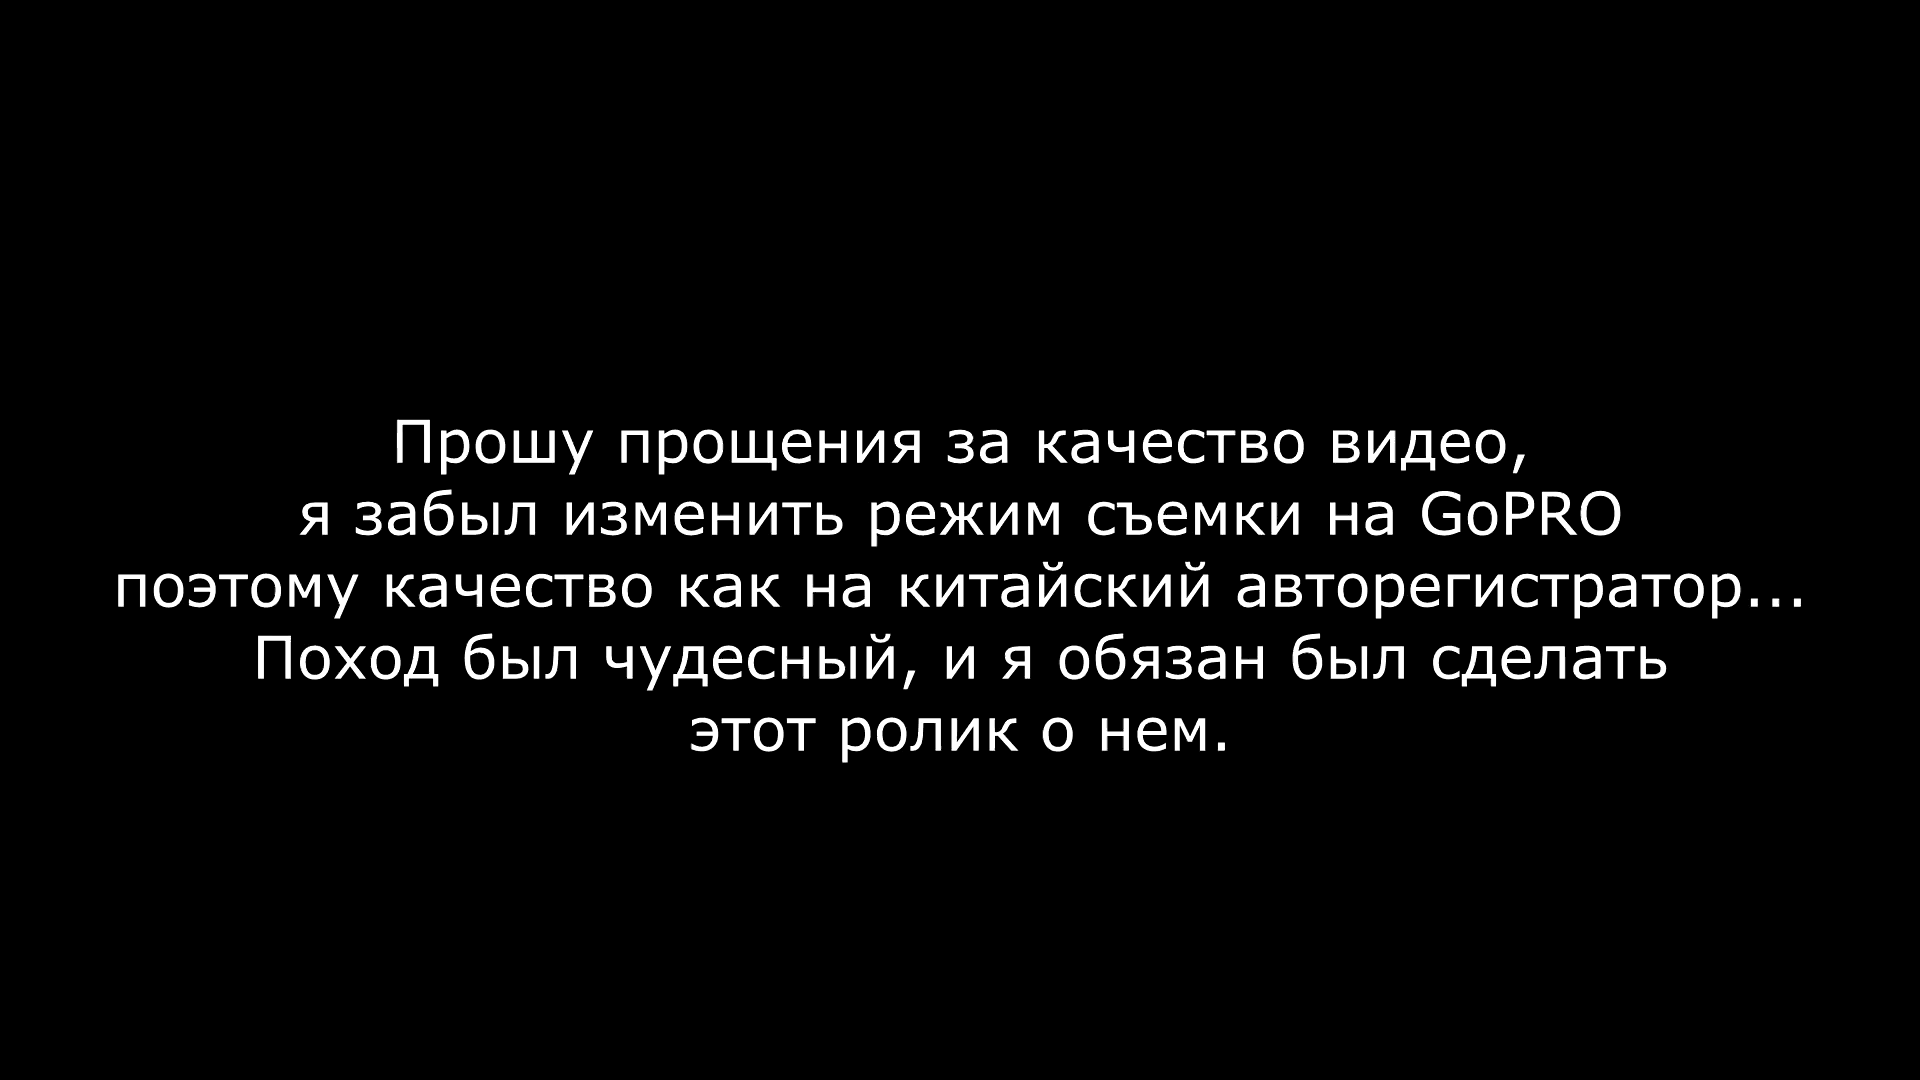 Прошу прощения за качество видео,
я забыл изменить режим съемки на GoPRO
поэтому качество как на китайский авторегистратор...
Поход был чудесный, и я обязан был сделать
этот ролик о нем.